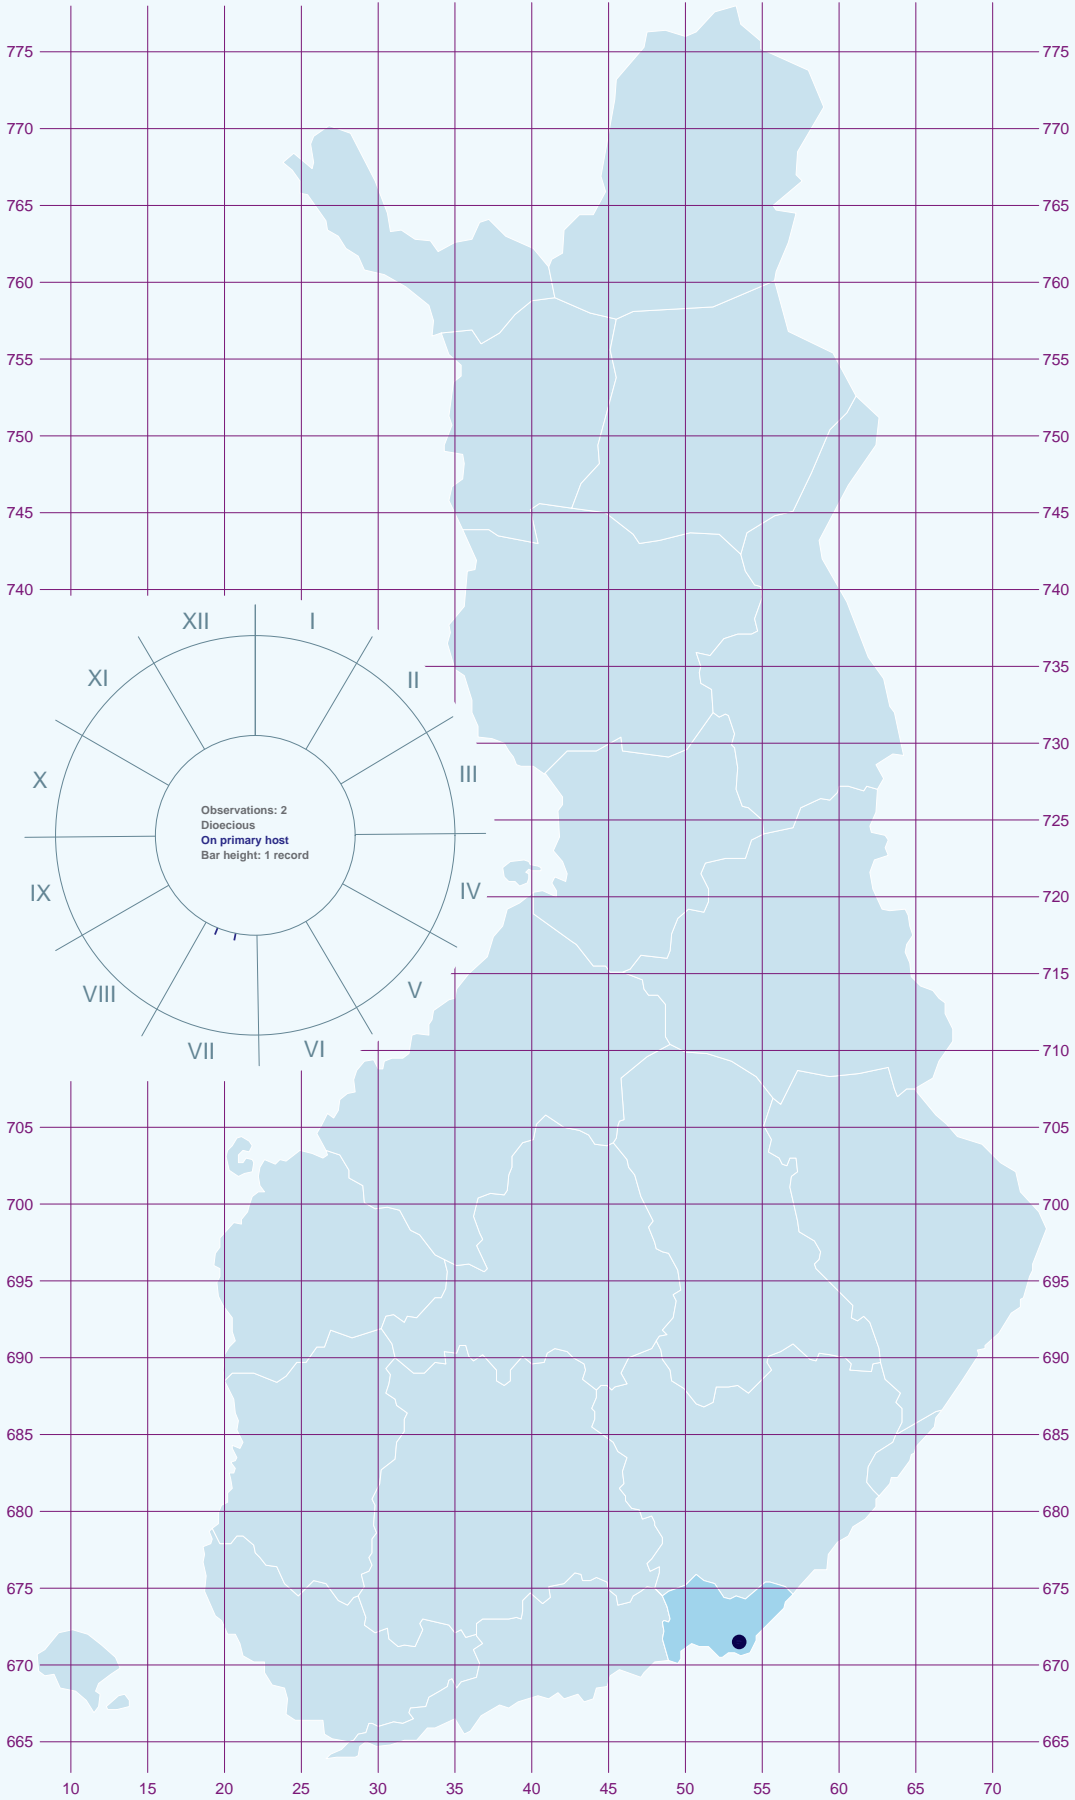 775 775
770 770
765 765
760 760
755 755
750 750
745 745
740 740
XII I
XI II
735
730
X III
Observations: 2
Dioecious
On primary host
Bar height: 1 record
725
IX IV
720
VIII V
715
VII VI
710
705 705
700 700
695 695
690 690
685 685
680 680
675 675
670 670
665 665
10 15 20 25 30 35 40 45 50 55 60 65 70